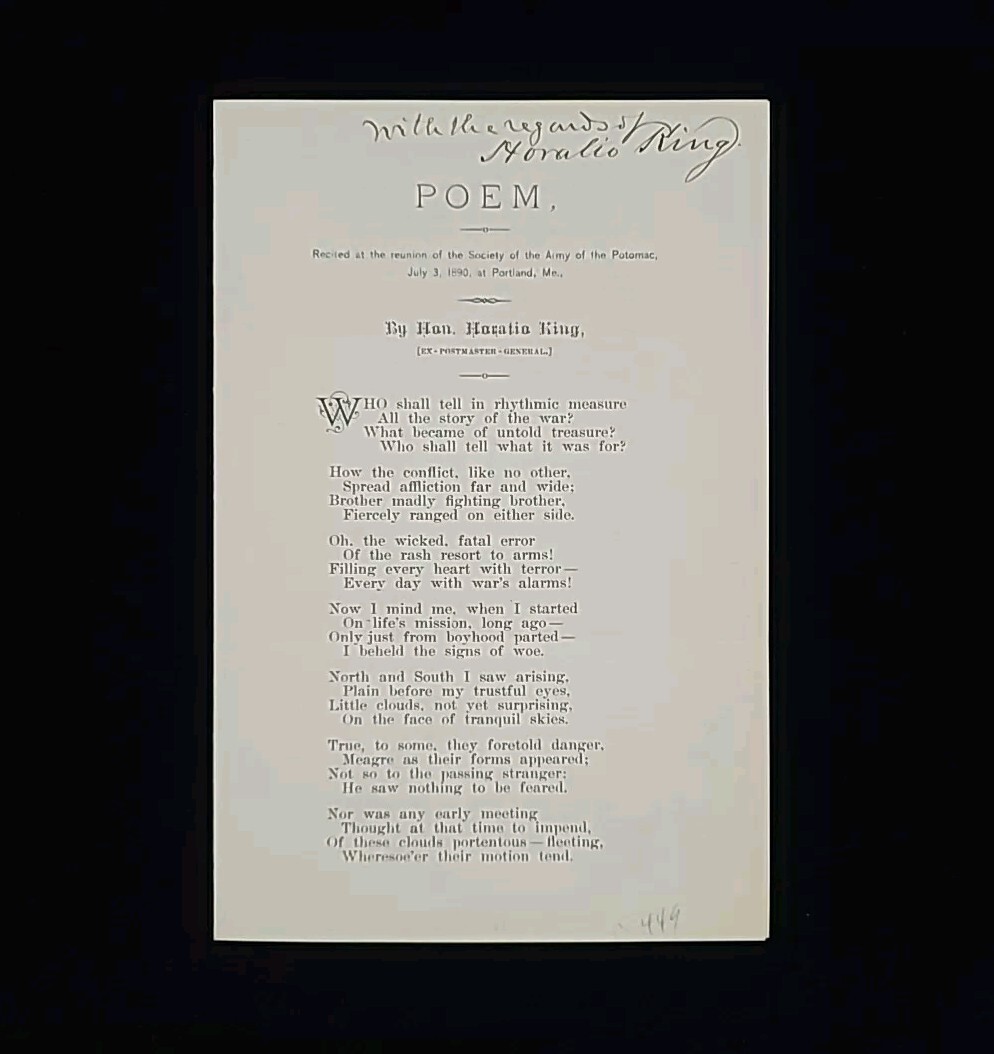 With the regards of
Horatio King.
POEM,
Recited at the reunion of the Society of the Army of the Potomac,
July 3, 1890, at Portland, Me.,
By Hon. Horatio King,
[EX-POSTMASTER-GENERAL.]
WHO shall tell in rhythmic measure
All the story of the war?
What became of untold treasure?
Who shall tell what it was for?
How the conflict, like no other,
Spread affliction far and wide;
Brother madly fighting brother,
Fiercely ranged on either side.
Oh, the wicked, fatal error
Of the rash resort to arms!
Filling every heart with terror—
Every day with war's alarms!
Now I mind me, when I started
On life's mission, long ago—
Only just from boyhood parted—
I beheld the signs of woe.
North and South I saw arising,
Plain before my trustful eyes,
Little clouds, not yet surprising,
On the face of tranquil skies.
True, to some, they foretold danger,
Meagre as their forms appeared;
Not so to the passing stranger;
He saw nothing to be feared.
Nor was any early meeting
Thought at that time to impend,
Of these clouds portentous—fleeting,
Wheresoe'er their motion tend.
449